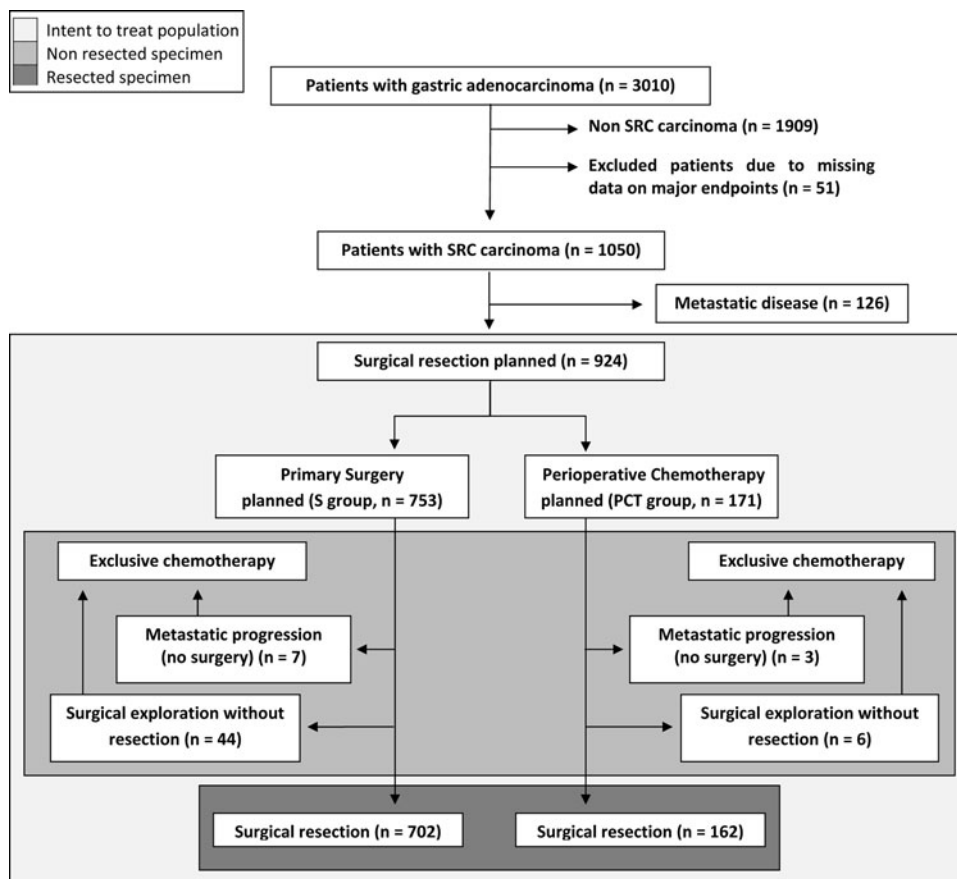 Intent to treat population
Non resected specimen
Resected specimen
Patients with gastric adenocarcinoma (n = 3010)
Non SRC carcinoma (n = 1909)
Excluded patients due to missing
data on major endpoints (n = 51)
Patients with SRC carcinoma (n = 1050)
Metastatic disease (n = 126)
Surgical resection planned (n = 924)
Primary Surgery
planned (S group, n = 753)
Perioperative Chemotherapy
planned (PCT group, n = 171)
Exclusive chemotherapy
Exclusive chemotherapy
Metastatic progression
(no surgery) (n = 7)
Metastatic progression
(no surgery) (n = 3)
Surgical exploration without
resection (n = 44)
Surgical exploration without
resection (n = 6)
Surgical resection (n = 702)
Surgical resection (n = 162)